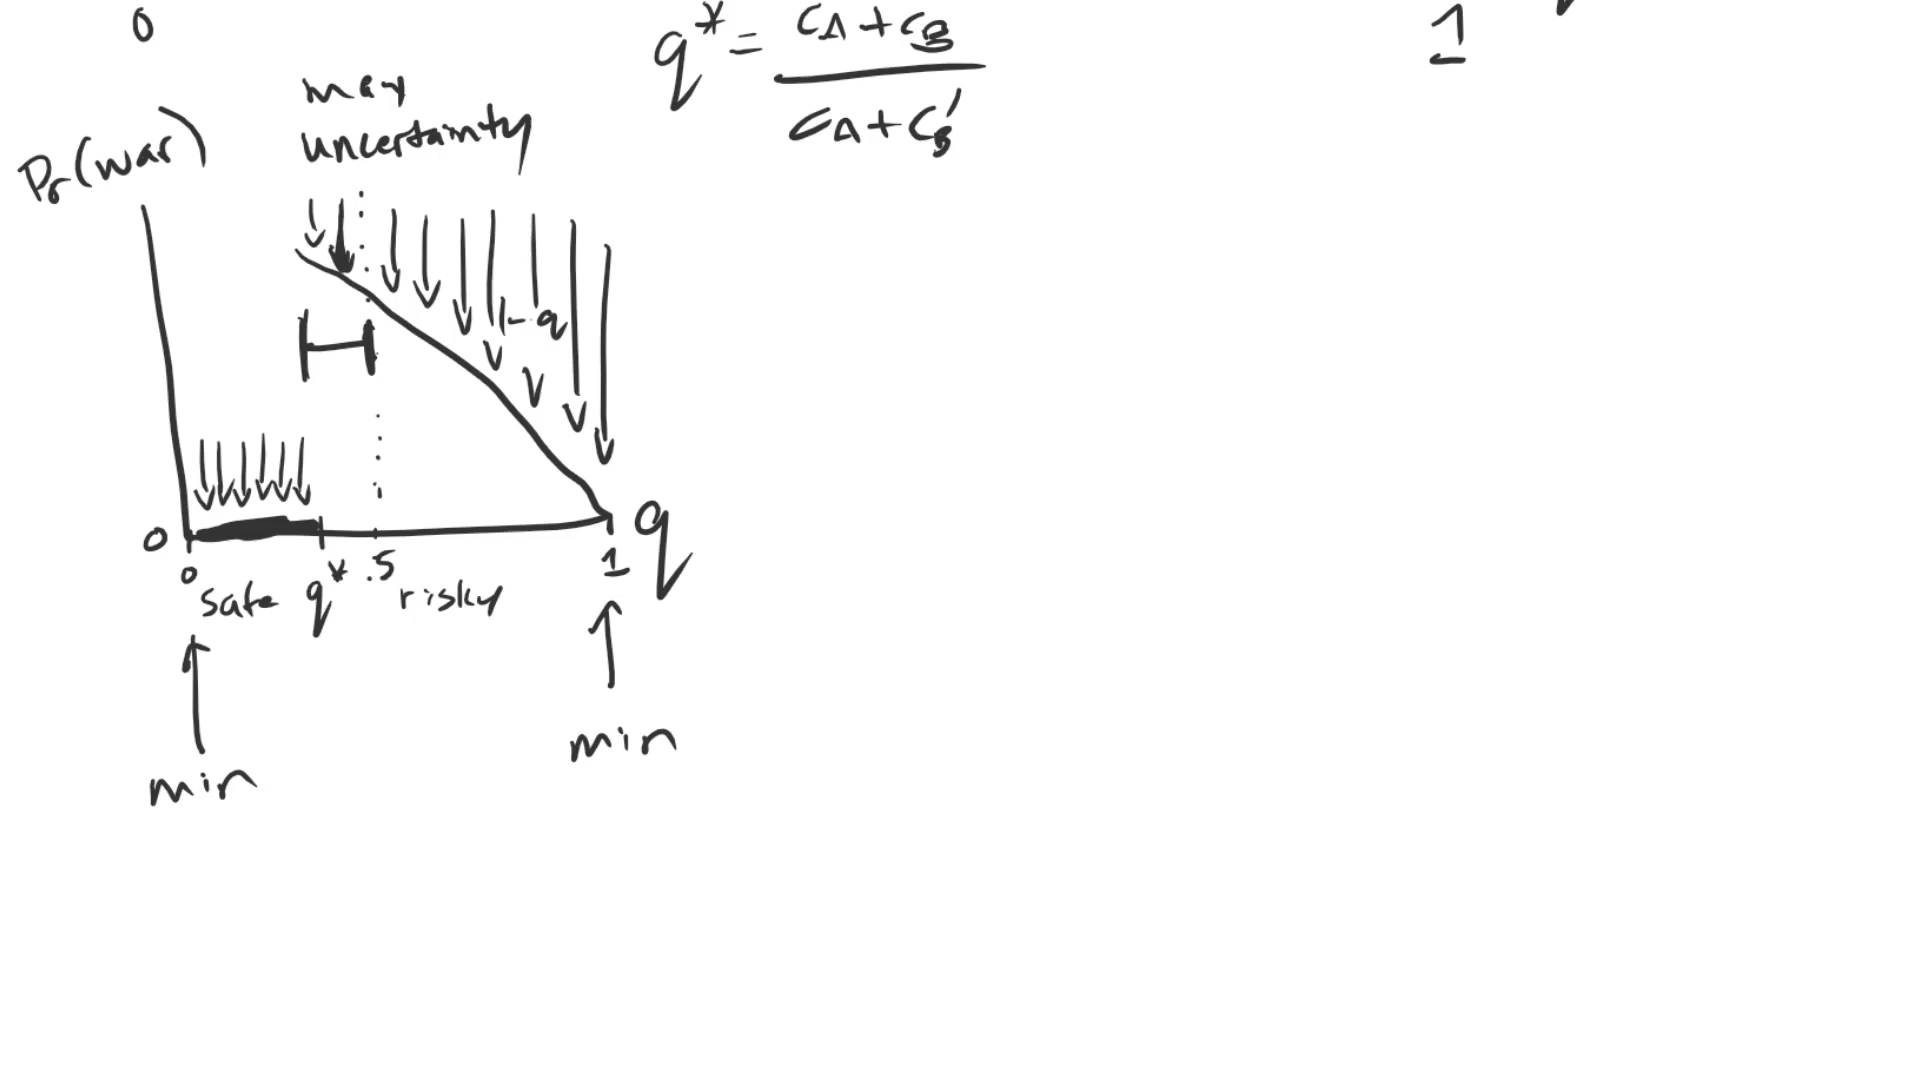 0
q* = (cA + cB) / (cA + cB')
1
max
uncertainty
Pr(war)
1-q
0
0
safe
q*
.5
risky
1
q
min
min